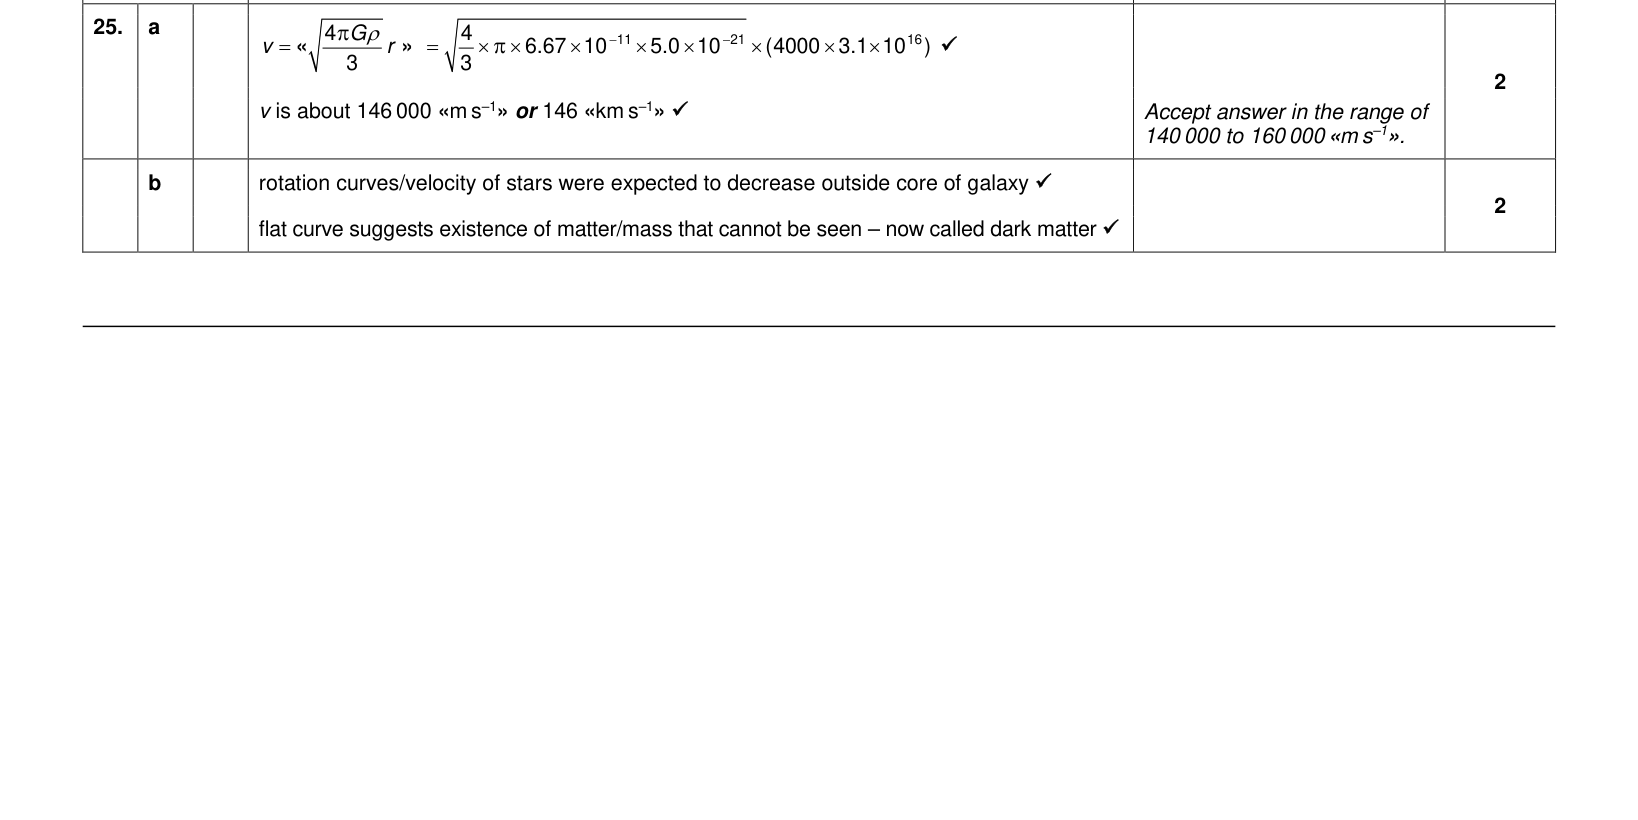 25. a v = «√(4πGρ/3) r» = √(4/3 × π × 6.67 × 10⁻¹¹ × 5.0 × 10⁻²¹) × (4000 × 3.1 × 10¹⁶) ✓
2
v is about 146 000 «m s⁻¹» or 146 «km s⁻¹» ✓
Accept answer in the range of
140 000 to 160 000 «m s⁻¹».
b rotation curves/velocity of stars were expected to decrease outside core of galaxy ✓
2
flat curve suggests existence of matter/mass that cannot be seen – now called dark matter ✓